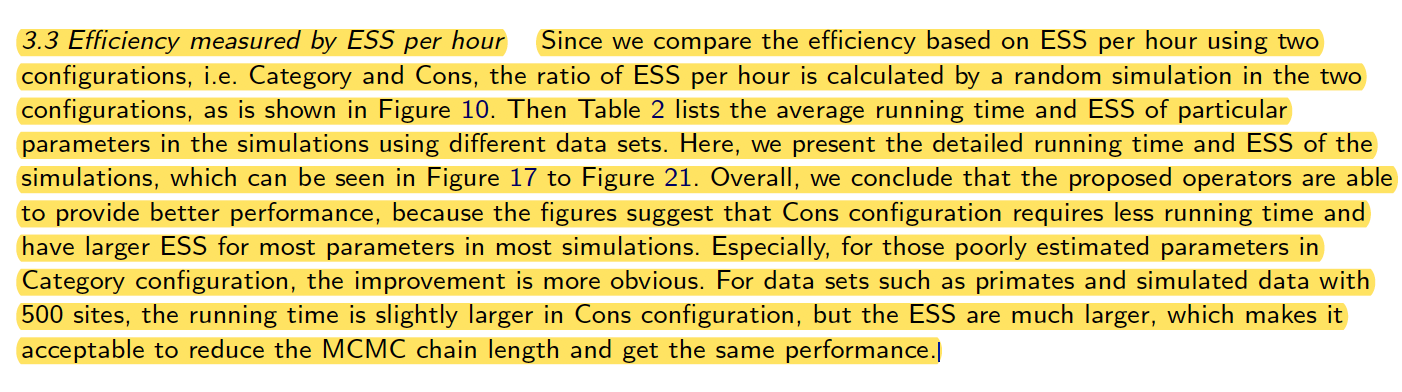 3.3 Efficiency measured by ESS per hour Since we compare the efficiency based on ESS per hour using two
configurations, i.e. Category and Cons, the ratio of ESS per hour is calculated by a random simulation in the two
configurations, as is shown in Figure 10. Then Table 2 lists the average running time and ESS of particular
parameters in the simulations using different data sets. Here, we present the detailed running time and ESS of the
simulations, which can be seen in Figure 17 to Figure 21. Overall, we conclude that the proposed operators are able
to provide better performance, because the figures suggest that Cons configuration requires less running time and
have larger ESS for most parameters in most simulations. Especially, for those poorly estimated parameters in
Category configuration, the improvement is more obvious. For data sets such as primates and simulated data with
500 sites, the running time is slightly larger in Cons configuration, but the ESS are much larger, which makes it
acceptable to reduce the MCMC chain length and get the same performance.